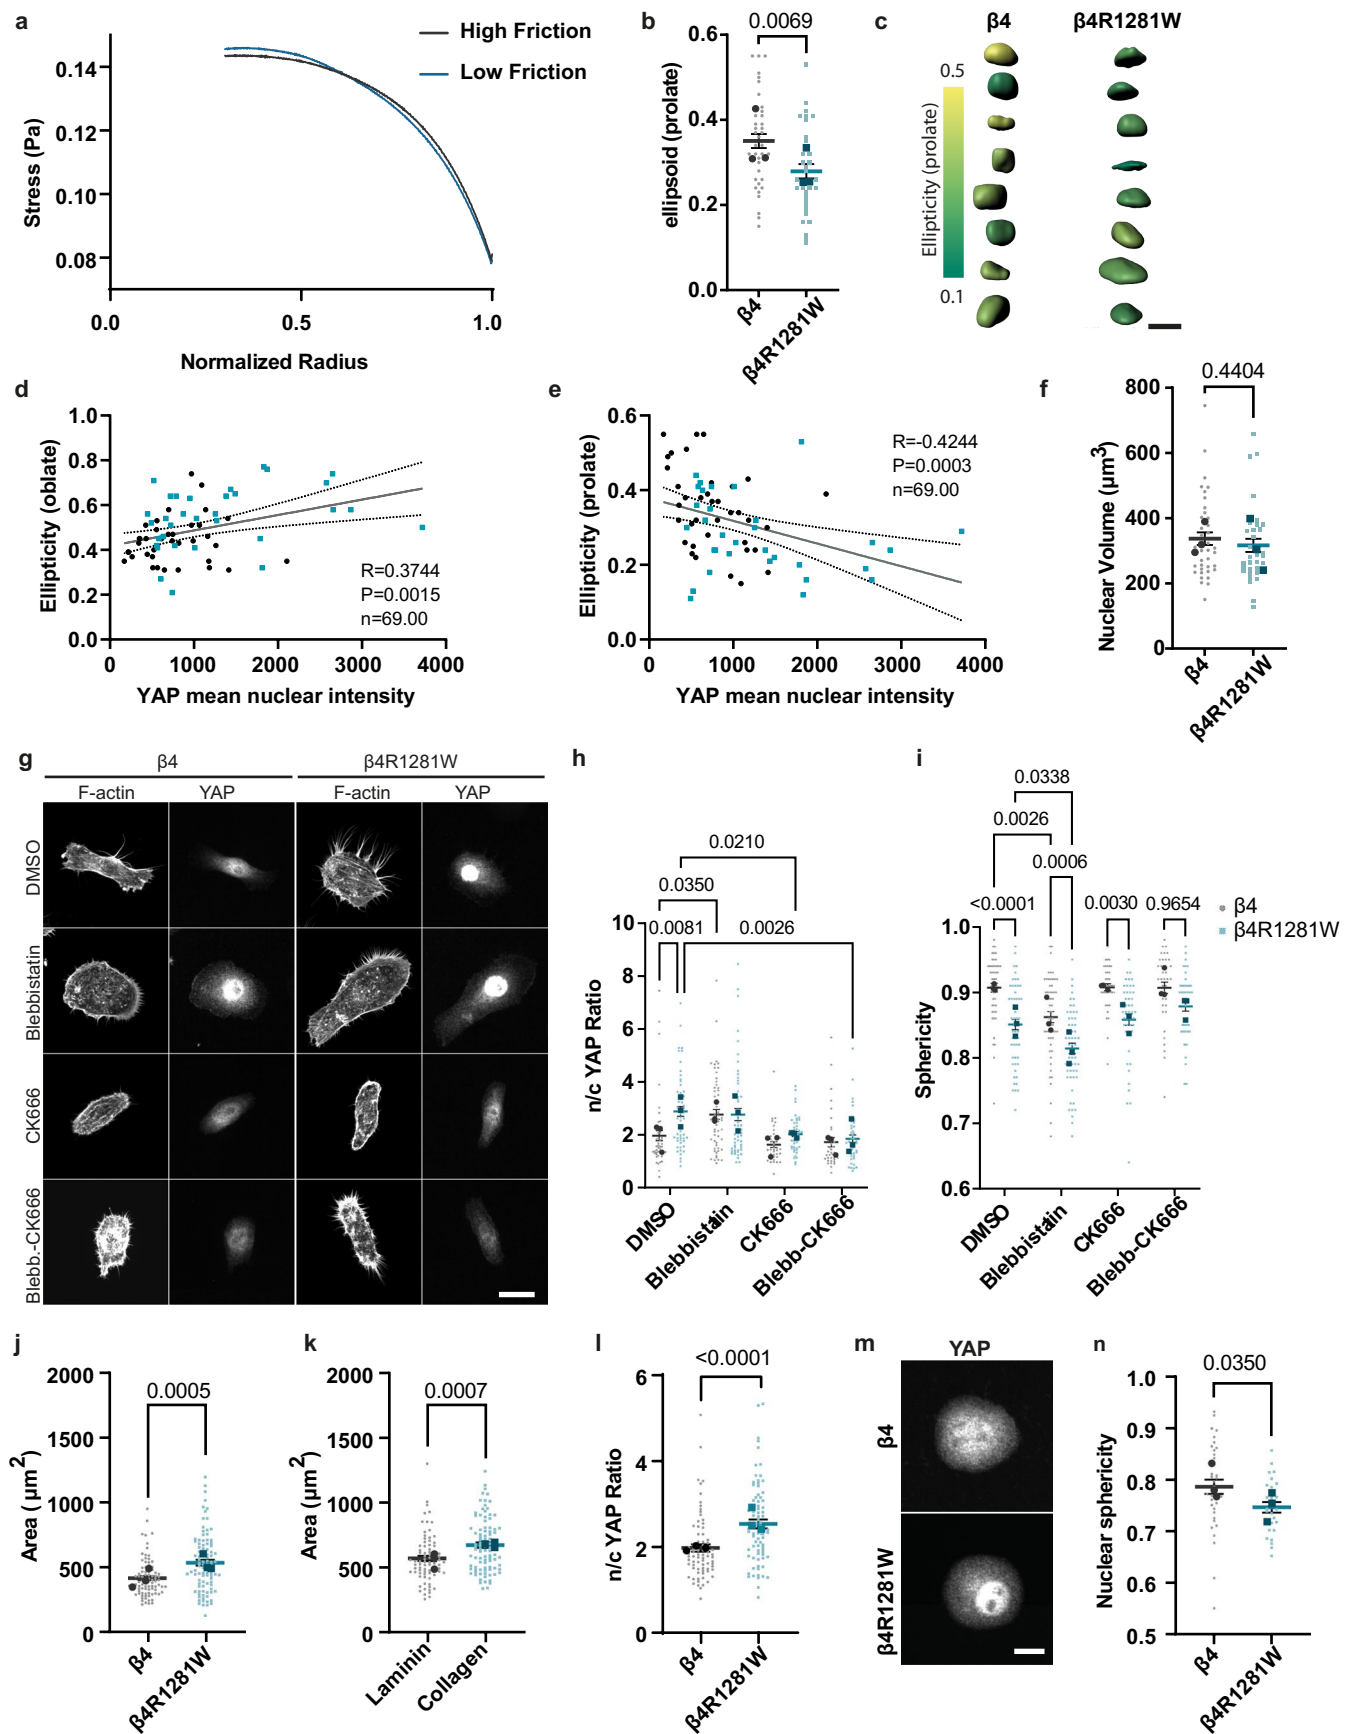 a
High Friction
Low Friction
Stress (Pa)
0.14
0.12
0.10
0.08
0.0
0.5
1.0
Normalized Radius
b
0.0069
ellipsoid (prolate)
0.6
0.4
0.2
0.0
β4
β4R1281W
c
β4
β4R1281W
0.5
Ellipticity (prolate)
0.1
d
Ellipticity (oblate)
1.0
0.8
0.6
0.4
0.2
0.0
R=0.3744
P=0.0015
n=69.00
0
1000
2000
3000
4000
YAP mean nuclear intensity
e
Ellipticity (prolate)
0.6
0.4
0.2
0.0
R=-0.4244
P=0.0003
n=69.00
0
1000
2000
3000
4000
YAP mean nuclear intensity
f
0.4404
Nuclear Volume (µm³)
800
600
400
200
0
β4
β4R1281W
g
β4
β4R1281W
F-actin
YAP
F-actin
YAP
DMSO
Blebbistatin
CK666
Blebb.-CK666
h
0.0210
0.0350
0.0081
0.0026
n/c YAP Ratio
10
8
6
4
2
0
DMSO
Blebbistatin
CK666
Blebb-CK666
i
0.0338
0.0026
0.0006
<0.0001
0.0030
0.9654
β4
β4R1281W
Sphericity
1.0
0.9
0.8
0.7
0.6
DMSO
Blebbistain
CK666
Blebb-CK666
j
0.0005
Area ( µm²)
2000
1500
1000
500
0
β4
β4R1281W
k
0.0007
Area (µm²)
2000
1500
1000
500
0
Laminin
Collagen
l
<0.0001
n/c YAP Ratio
6
4
2
0
β4
β4R1281W
m
YAP
β4
β4R1281W
n
0.0350
Nuclear sphericity
1.0
0.9
0.8
0.7
0.6
0.5
β4
β4R1281W